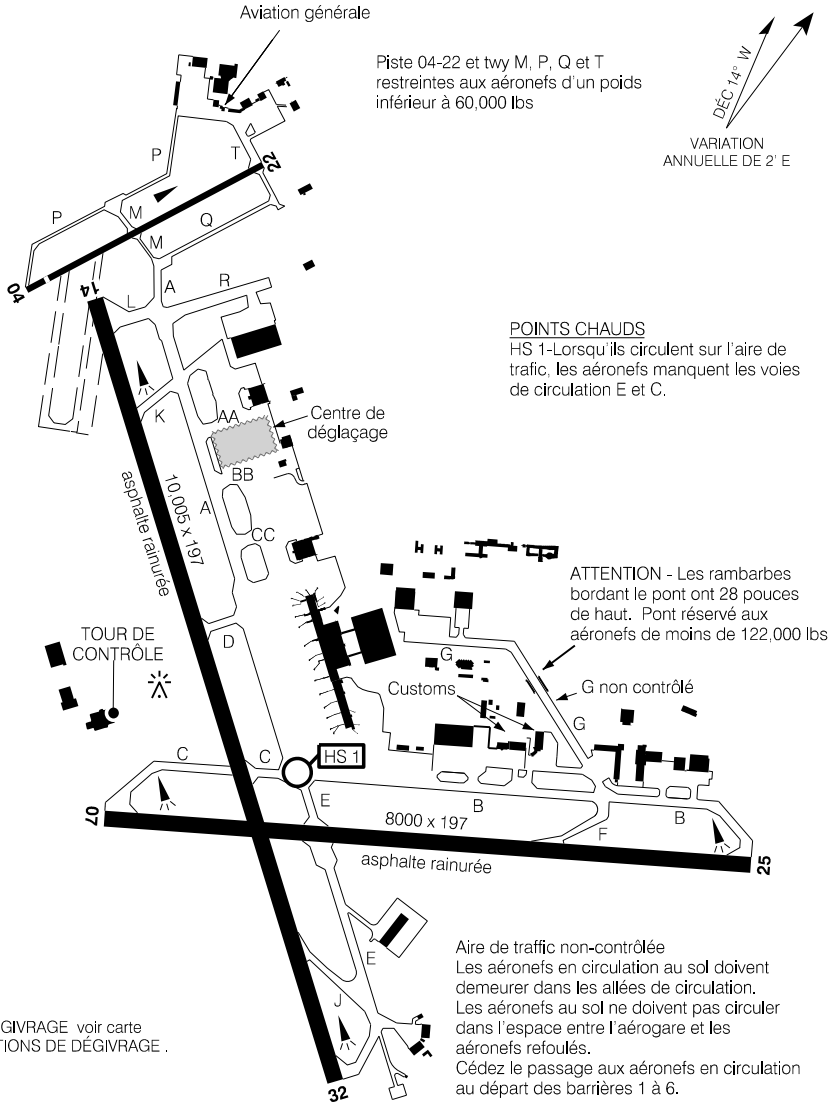 Aviation générale
Piste 04-22 et twy M, P, Q et T
restreintes aux aéronefs d'un poids
inférieur à 60,000 lbs
DÉC 14° W
VARIATION
ANNUELLE DE 2' E
P
T
22
P
M
Q
M
04
14
A
R
L
POINTS CHAUDS
HS 1-Lorsqu'ils circulent sur l'aire de
trafic, les aéronefs manquent les voies
de circulation E et C.
K
AA
Centre de
déglaçage
BB
A
10,005 x 197
asphalte rainurée
CC
ATTENTION - Les rambarbes
bordant le pont ont 28 pouces
de haut. Pont réservé aux
aéronefs de moins de 122,000 lbs
TOUR DE
CONTRÔLE
D
G
Customs
G non contrôlé
G
C
C
HS 1
E
B
B
07
8000 x 197
F
asphalte rainurée
25
E
J
32
Aire de traffic non-contrôlée
Les aéronefs en circulation au sol doivent
demeurer dans les allées de circulation.
Les aéronefs au sol ne doivent pas circuler
dans l'espace entre l'aérogare et les
aéronefs refoulés.
Cédez le passage aux aéronefs en circulation
au départ des barrières 1 à 6.
GIVRAGE voir carte
TIONS DE DÉGIVRAGE .